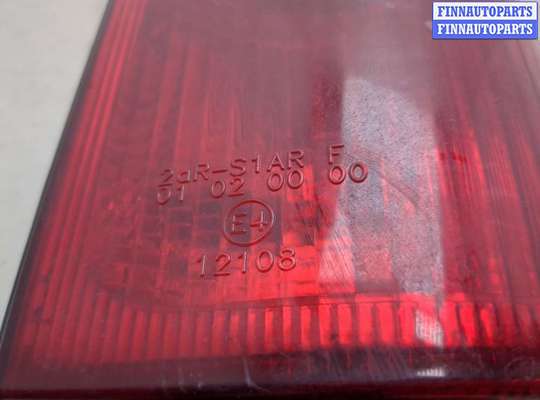 FINNAUTOPARTS
FINNAUTOPARTS
2aR-S1AR F
01 02 00 00
E4
12108